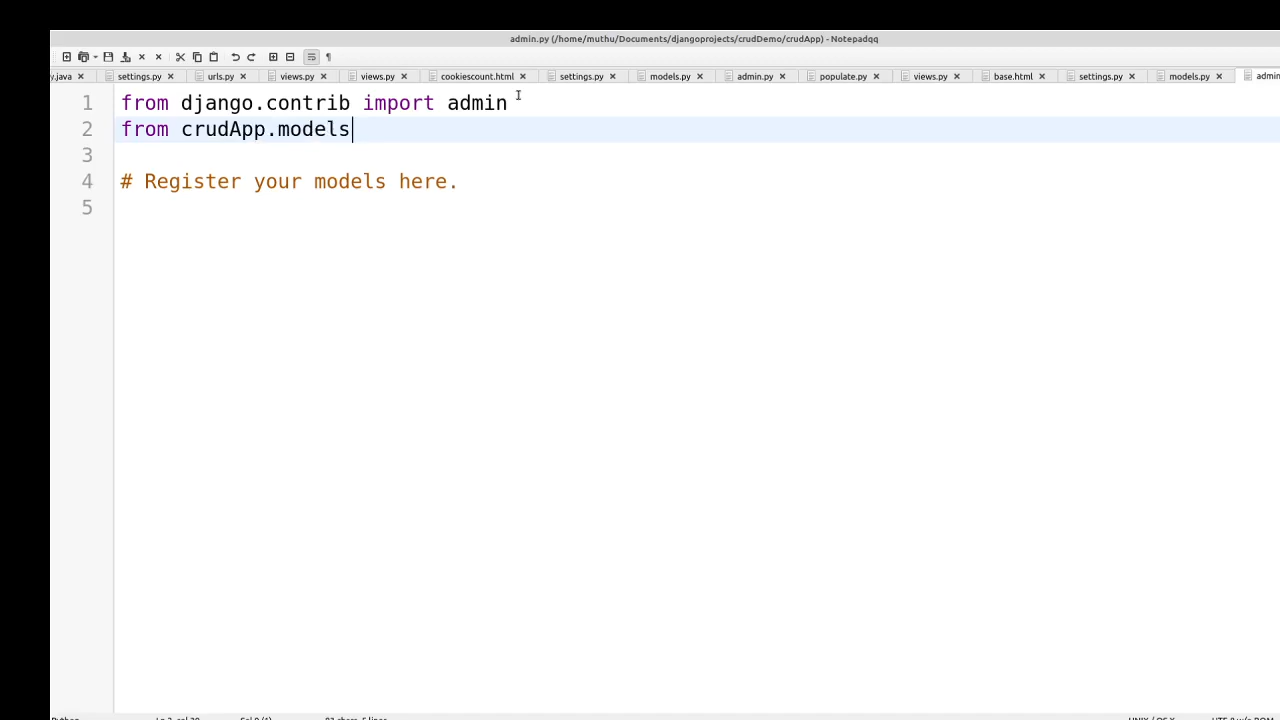 admin.py (/home/muthu/Documents/djangoprojects/crudDemo/crudApp) - Notepadqq
y.java settings.py urls.py views.py views.py cookiescount.html settings.py models.py admin.py populate.py views.py base.html settings.py models.py admin
1 from django.contrib import admin
2 from crudApp.models
3
4 # Register your models here.
5